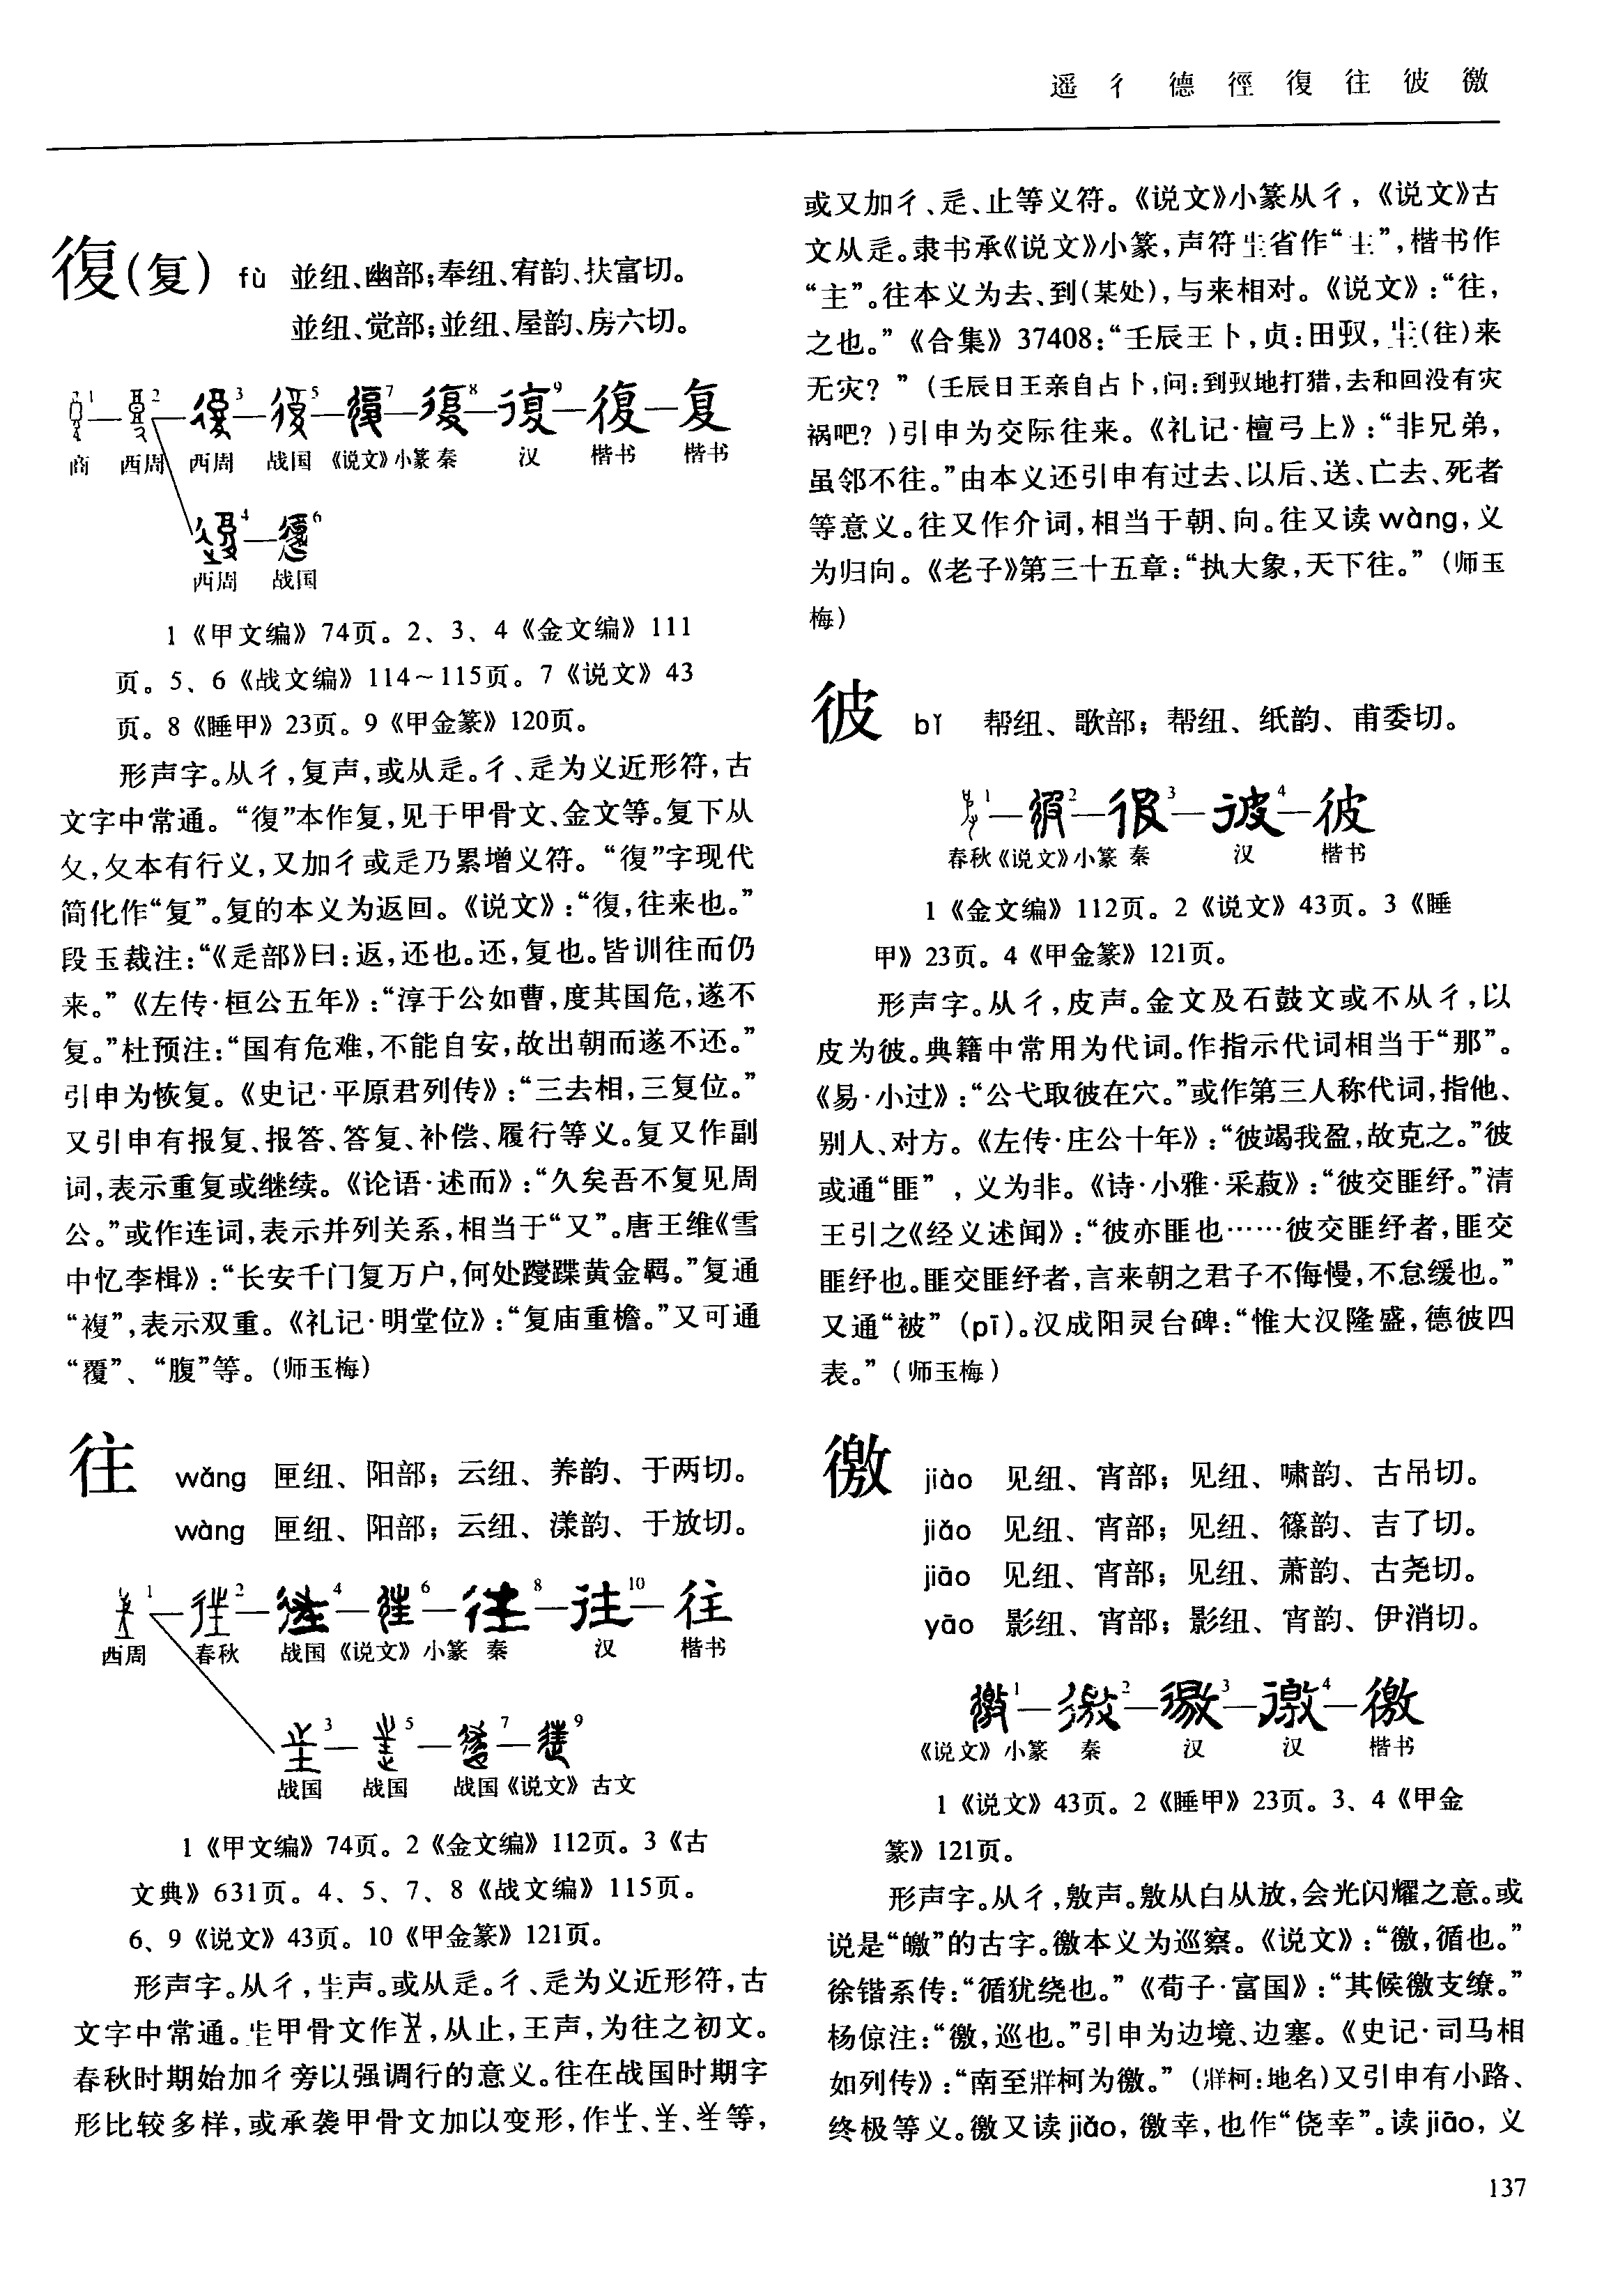 遥 彳 德 徑 復 往 彼 徼
復(复) fù 並纽、幽部；奉纽、宥韵、扶富切。
並纽、觉部；並纽、屋韵、房六切。
1 2 3 5 7 8 9 復 复
商 西周 西周 战国 《说文》小篆 秦 汉 楷书 楷书
4 6
西周 战国
1《甲文编》74页。2、3、4《金文编》111
页。5、6《战文编》114~115页。7《说文》43
页。8《睡甲》23页。9《甲金篆》120页。
形声字。从彳，复声，或从辵。彳、辵为义近形符，古
文字中常通。“復”本作复，见于甲骨文、金文等。复下从
夂，夂本有行义，又加彳或辵乃累增义符。“復”字现代
简化作“复”。复的本义为返回。《说文》：“復，往来也。”
段玉裁注：“《辵部》曰：返，还也。还，复也。皆训往而仍
来。”《左传·桓公五年》：“淳于公如曹，度其国危，遂不
复。”杜预注：“国有危难，不能自安，故出朝而遂不还。”
引申为恢复。《史记·平原君列传》：“三去相，三复位。”
又引申有报复、报答、答复、补偿、履行等义。复又作副
词，表示重复或继续。《论语·述而》：“久矣吾不复见周
公。”或作连词，表示并列关系，相当于“又”。唐王维《雪
中忆李楫》：“长安千门复万户，何处躞蹀黄金羁。”复通
“複”，表示双重。《礼记·明堂位》：“复庙重檐。”又可通
“覆”、“腹”等。（师玉梅）
往 wǎng 匣纽、阳部；云纽、养韵、于两切。
wàng 匣纽、阳部；云纽、漾韵、于放切。
1 2 4 6 8 10 往
西周 春秋 战国 《说文》小篆 秦 汉 楷书
3 5 7 9
战国 战国 战国 《说文》古文
1《甲文编》74页。2《金文编》112页。3《古
文典》631页。4、5、7、8《战文编》115页。
6、9《说文》43页。10《甲金篆》121页。
形声字。从彳，㞷声。或从辵。彳、辵为义近形符，古
文字中常通。㞷甲骨文作，从止，王声，为往之初文。
春秋时期始加彳旁以强调行的意义。往在战国时期字
形比较多样，或承袭甲骨文加以变形，作、、等，
或又加彳、辵、止等义符。《说文》小篆从彳，《说文》古
文从辵。隶书承《说文》小篆，声符㞷省作“”，楷书作
“主”。往本义为去、到（某处），与来相对。《说文》：“往，
之也。”《合集》37408：“壬辰王卜，贞：田㕝，㞷（往）来
无灾？”（壬辰日王亲自占卜，问：到㕝地打猎，去和回没有灾
祸吧？）引申为交际往来。《礼记·檀弓上》：“非兄弟，
虽邻不往。”由本义还引申有过去、以后、送、亡去、死者
等意义。往又作介词，相当于朝、向。往又读wàng，义
为归向。《老子》第三十五章：“执大象，天下往。”（师玉
梅）
彼 bǐ 帮纽、歌部；帮纽、纸韵、甫委切。
1 2 3 4 彼
春秋 《说文》小篆 秦 汉 楷书
1《金文编》112页。2《说文》43页。3《睡
甲》23页。4《甲金篆》121页。
形声字。从彳，皮声。金文及石鼓文或不从彳，以
皮为彼。典籍中常用为代词。作指示代词相当于“那”。
《易·小过》：“公弋取彼在穴。”或作第三人称代词，指他、
别人、对方。《左传·庄公十年》：“彼竭我盈，故克之。”彼
或通“匪”，义为非。《诗·小雅·采菽》：“彼交匪纾。”清
王引之《经义述闻》：“彼亦匪也……彼交匪纾者，匪交
匪纾也。匪交匪纾者，言来朝之君子不侮慢，不怠缓也。”
又通“被”（pī）。汉成阳灵台碑：“惟大汉隆盛，德彼四
表。”（师玉梅）
徼 jiào 见纽、宵部；见纽、啸韵、古吊切。
jiǎo 见纽、宵部；见纽、篠韵、吉了切。
jiāo 见纽、宵部；见纽、萧韵、古尧切。
yāo 影纽、宵部；影纽、宵韵、伊消切。
1 2 3 4 徼
《说文》小篆 秦 汉 汉 楷书
1《说文》43页。2《睡甲》23页。3、4《甲金
篆》121页。
形声字。从彳，敫声。敫从白从放，会光闪耀之意。或
说是“皦”的古字。徼本义为巡察。《说文》：“徼，循也。”
徐锴系传：“循犹绕也。”《荀子·富国》：“其候徼支缭。”
杨倞注：“徼，巡也。”引申为边境、边塞。《史记·司马相
如列传》：“南至牂柯为徼。”（牂柯：地名）又引申有小路、
终极等义。徼又读jiǎo，徼幸，也作“侥幸”。读jiāo，义
137